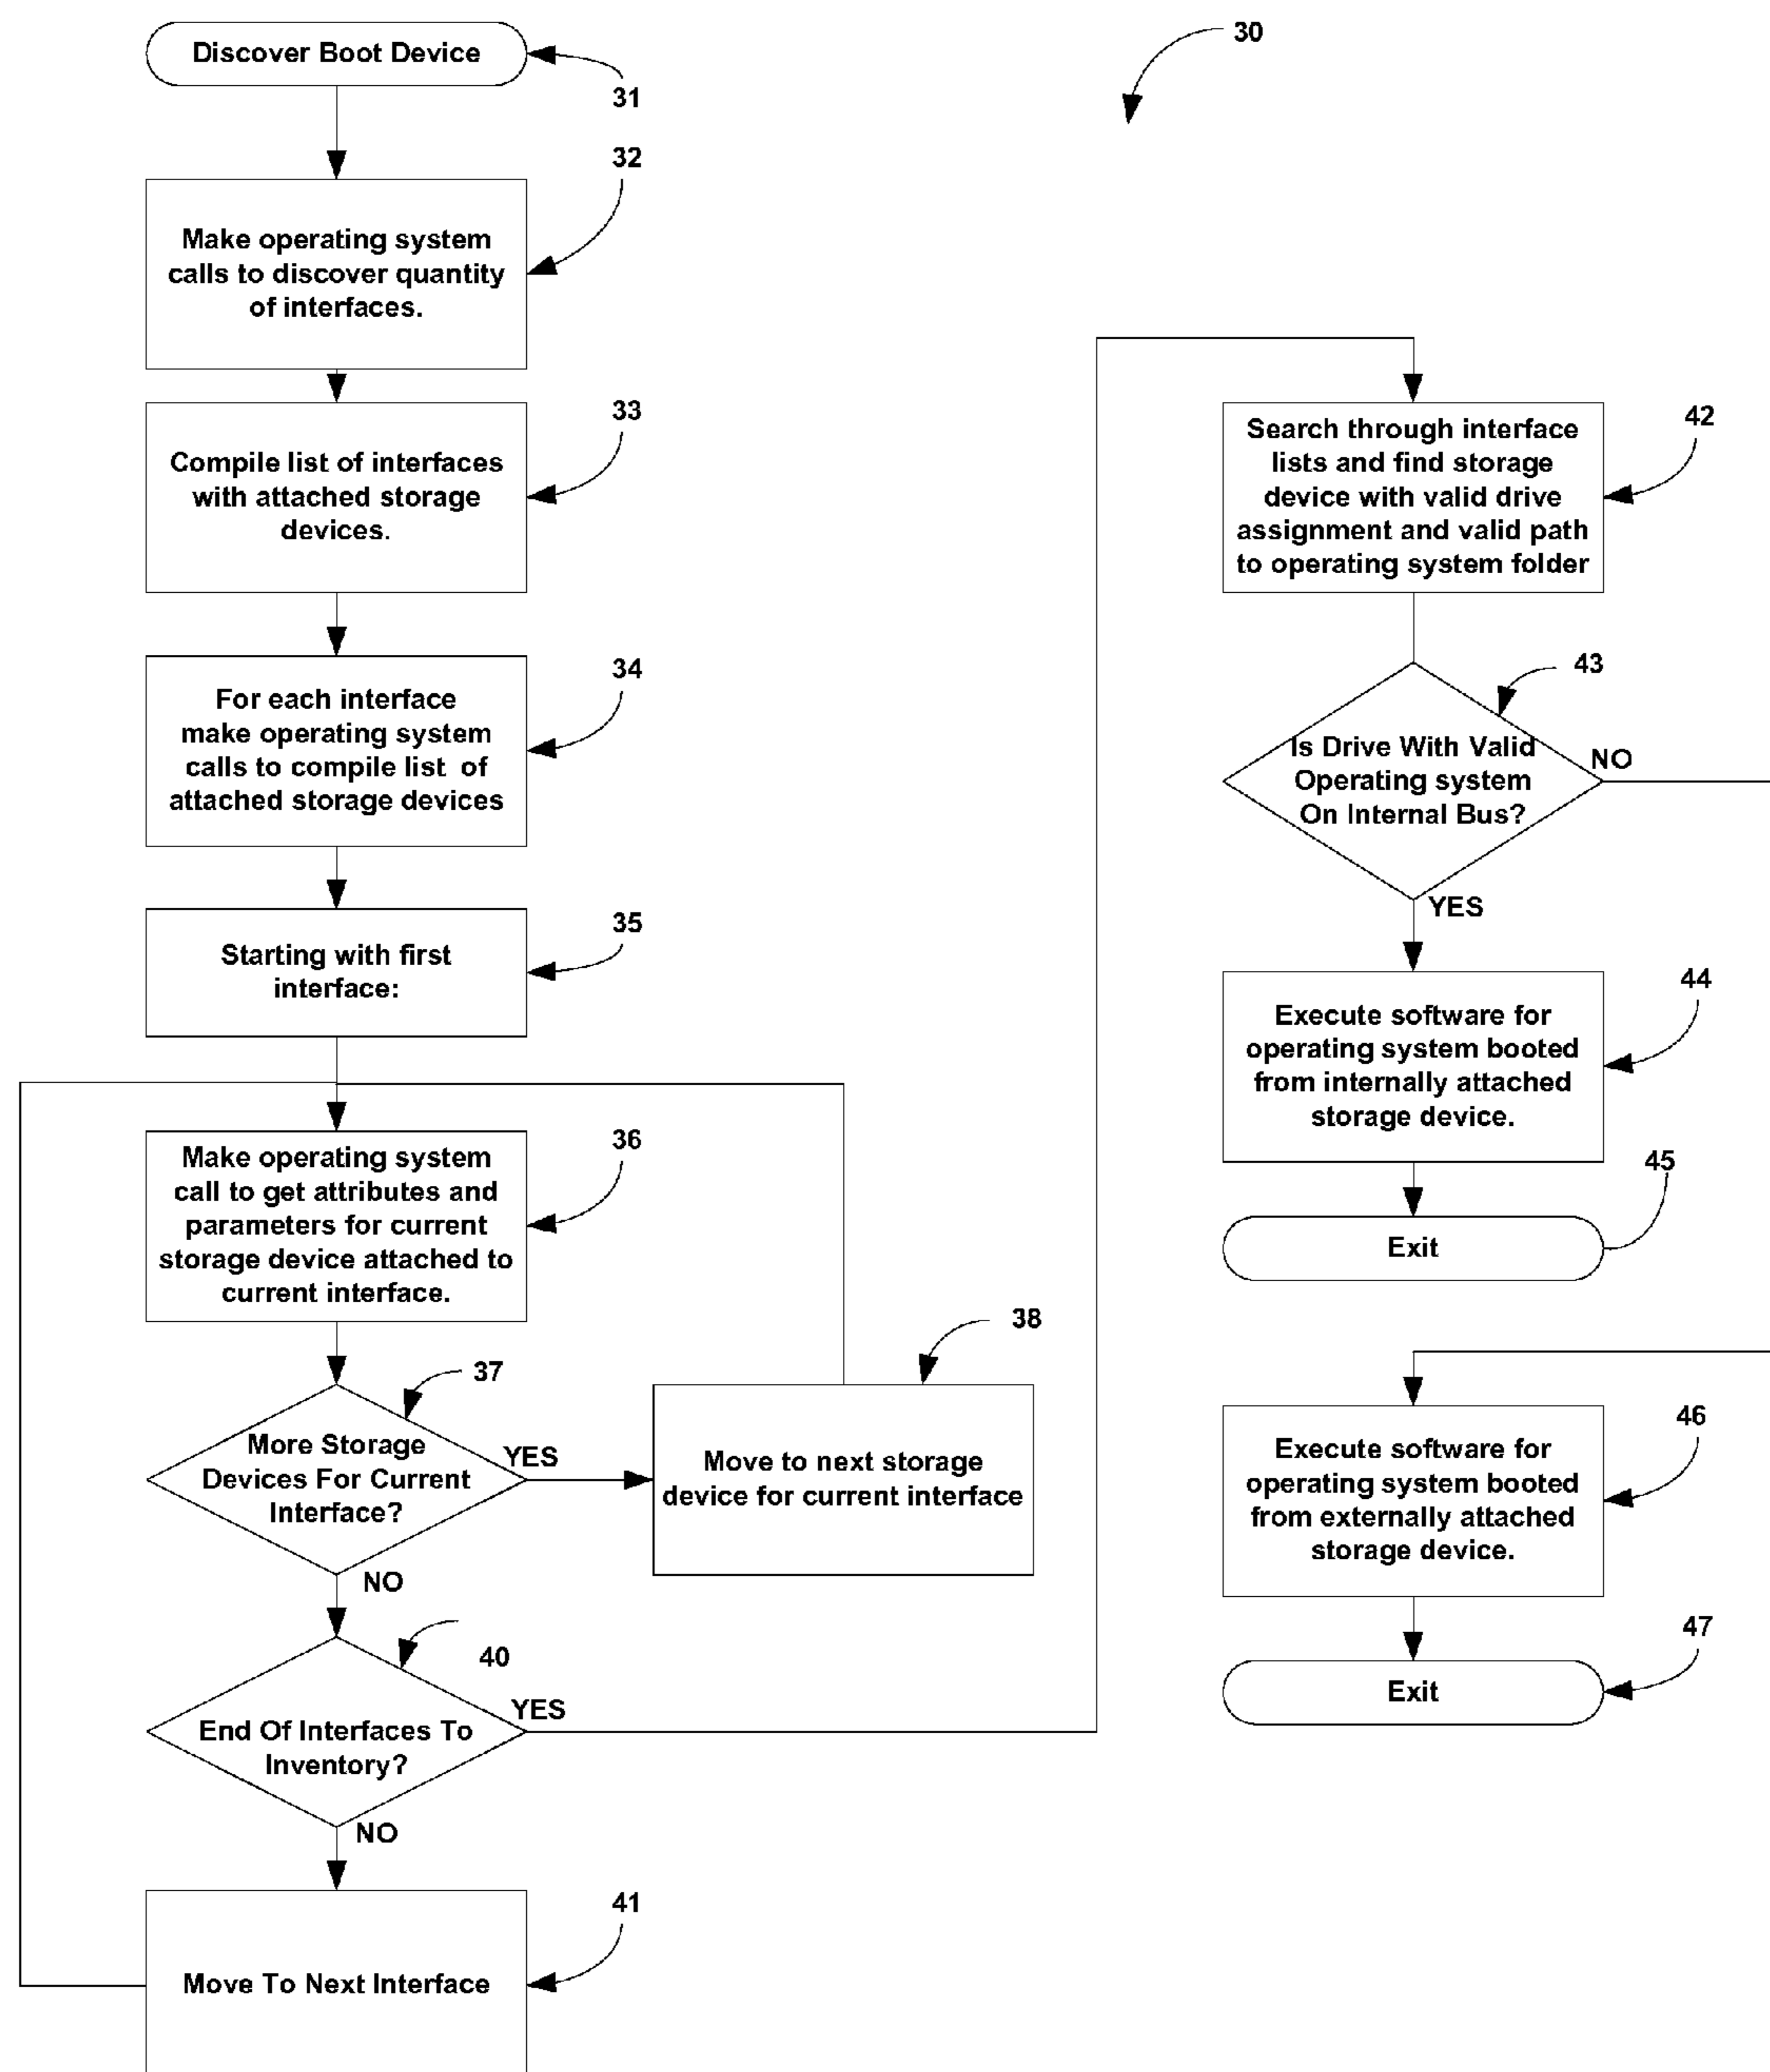 Discover Boot Device
31
30
32
Make operating system
calls to discover quantity
of interfaces.
33
Compile list of interfaces
with attached storage
devices.
34
For each interface
make operating system
calls to compile list of
attached storage devices
35
Starting with first
interface:
36
Make operating system
call to get attributes and
parameters for current
storage device attached to
current interface.
37
More Storage
Devices For Current
Interface?
YES
NO
38
Move to next storage
device for current interface
40
End Of Interfaces To
Inventory?
YES
NO
41
Move To Next Interface
42
Search through interface
lists and find storage
device with valid drive
assignment and valid path
to operating system folder
43
Is Drive With Valid
Operating system
On Internal Bus?
NO
YES
44
Execute software for
operating system booted
from internally attached
storage device.
45
Exit
46
Execute software for
operating system booted
from externally attached
storage device.
47
Exit